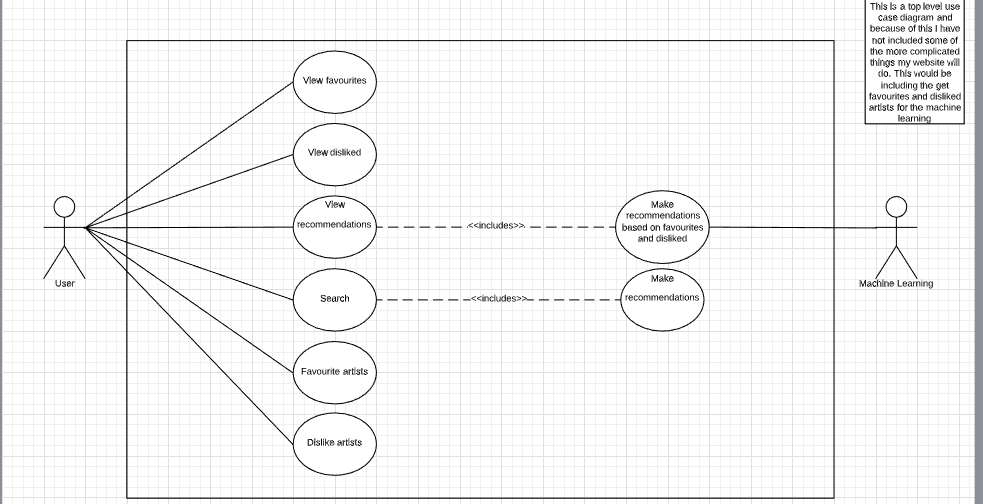 This is a top level use
case diagram and
because of this I have
not included some of
the more complicated
things my website will
do. This would be
including the get
favourites and disliked
artists for the machine
learning
View favourites
View disliked
View
recommendations
<<includes>>
Make
recommendations
based on favourites
and disliked
User
Machine Learning
Search
<<includes>>
Make
recommendations
Favourite artists
Dislike artists